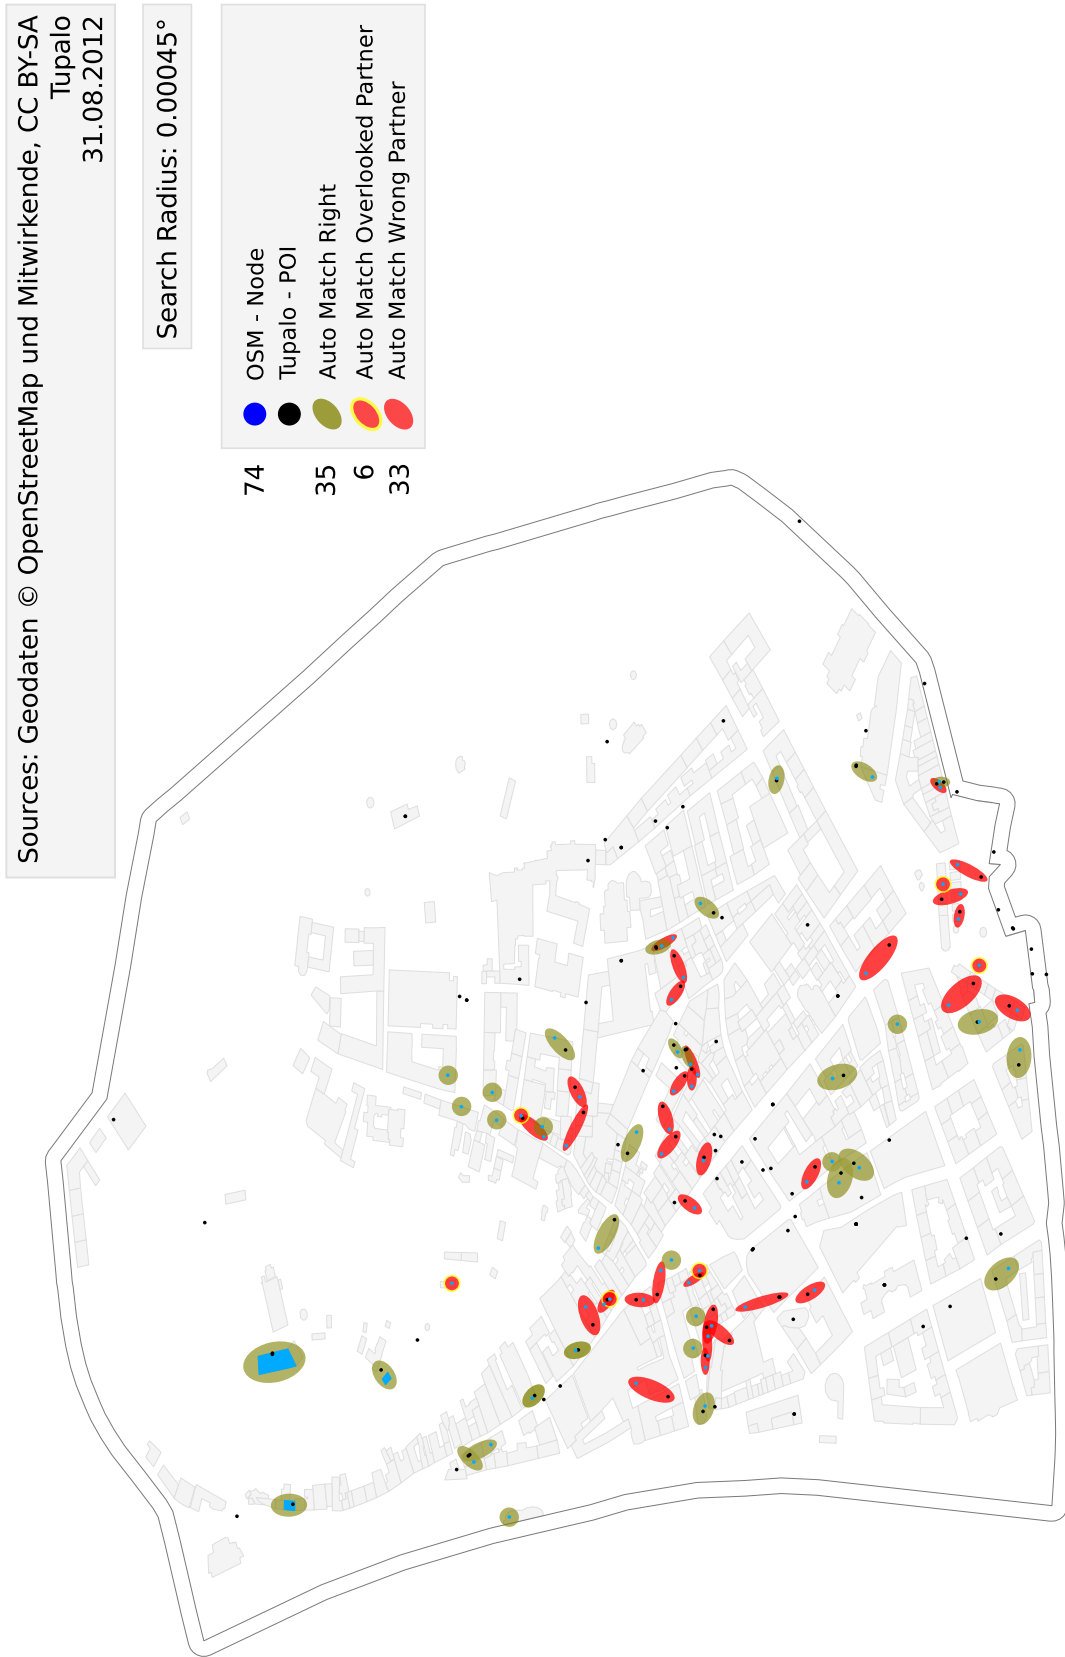 Sources: Geodaten © OpenStreetMap und Mitwirkende, CC BY-SA
Tupalo
31.08.2012
Search Radius: 0.00045°
74 OSM - Node
Tupalo - POI
35 Auto Match Right
6 Auto Match Overlooked Partner
33 Auto Match Wrong Partner